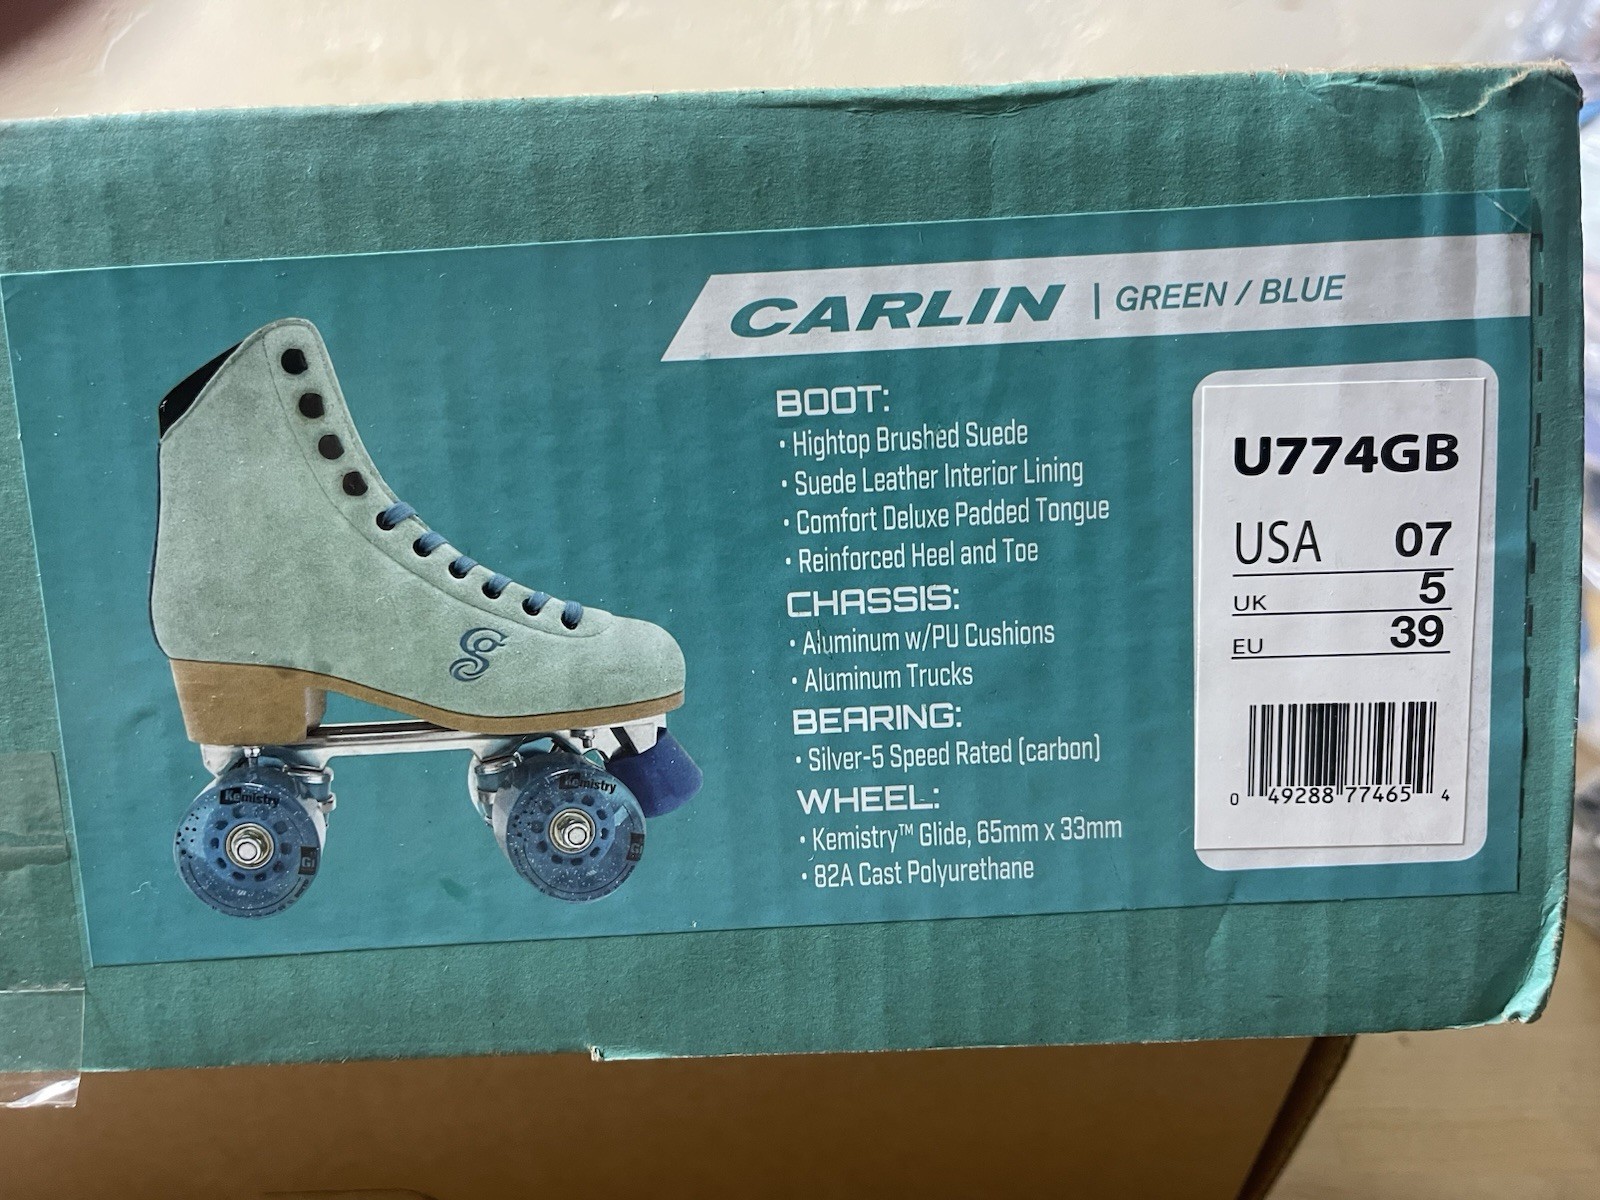 CARLIN | GREEN / BLUE
BOOT:
• Hightop Brushed Suede
• Suede Leather Interior Lining
• Comfort Deluxe Padded Tongue
• Reinforced Heel and Toe
CHASSIS:
• Aluminum w/PU Cushions
• Aluminum Trucks
BEARING:
• Silver-5 Speed Rated (carbon)
WHEEL:
• Kemistry™ Glide, 65mm x 33mm
• 82A Cast Polyurethane
U774GB
USA 07
UK 5
EU 39
0 49288 77465 4
Kemistry
Kemistry